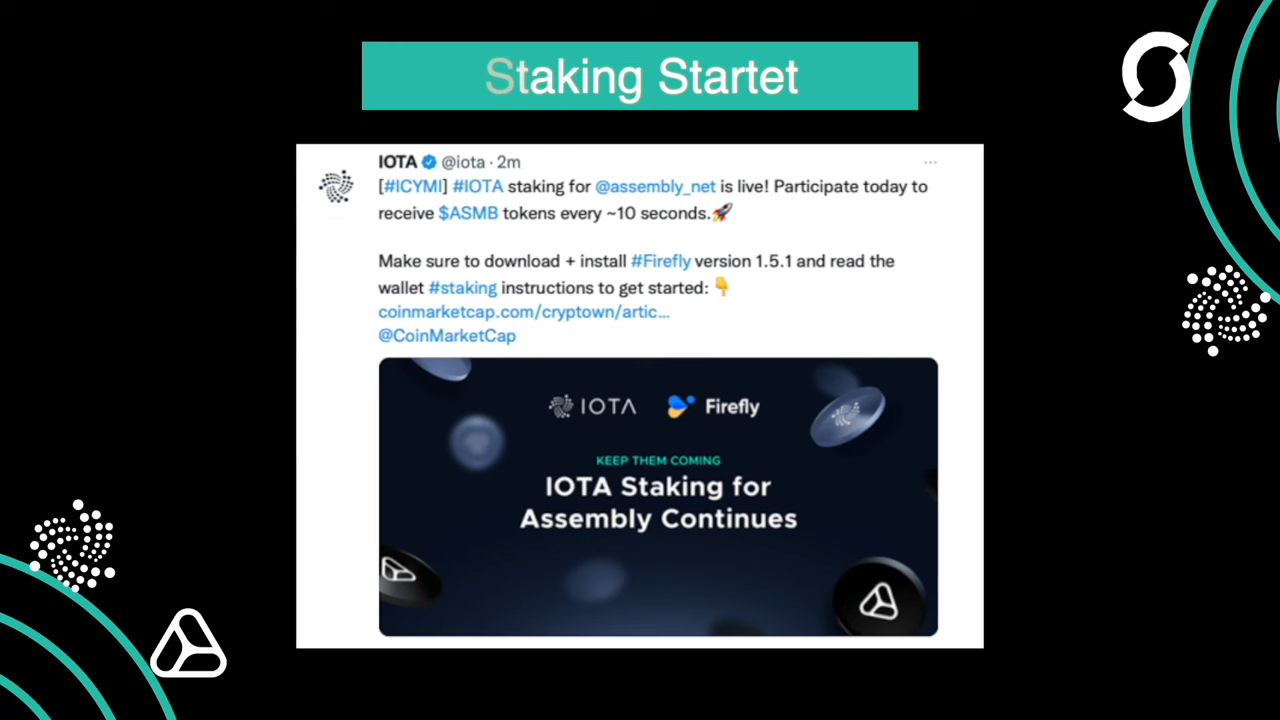 Staking Startet
IOTA @iota · 2m
[#ICYMI] #IOTA staking for @assembly_net is live! Participate today to
receive $ASMB tokens every ~10 seconds.🚀
Make sure to download + install #Firefly version 1.5.1 and read the
wallet #staking instructions to get started: 👇
coinmarketcap.com/cryptown/artic...
@CoinMarketCap
IOTA Firefly
KEEP THEM COMING
IOTA Staking for
Assembly Continues